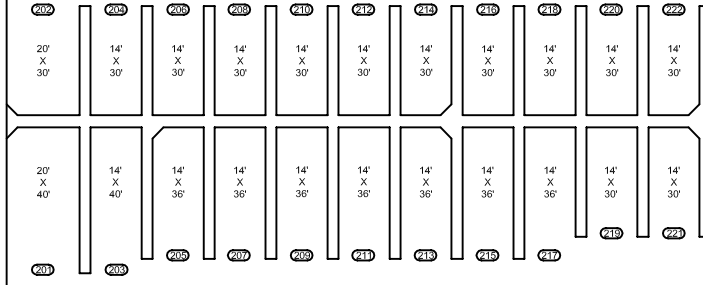 202 204 206 208 210 212 214 216 218 220 222
20' 14' 14' 14' 14' 14' 14' 14' 14' 14' 14'
X X X X X X X X X X X
30' 30' 30' 30' 30' 30' 30' 30' 30' 30' 30'
20' 14' 14' 14' 14' 14' 14' 14' 14' 14' 14'
X X X X X X X X X X X
40' 40' 36' 36' 36' 36' 36' 36' 36' 30' 30'
219 221
205 207 209 211 213 215 217
201 203